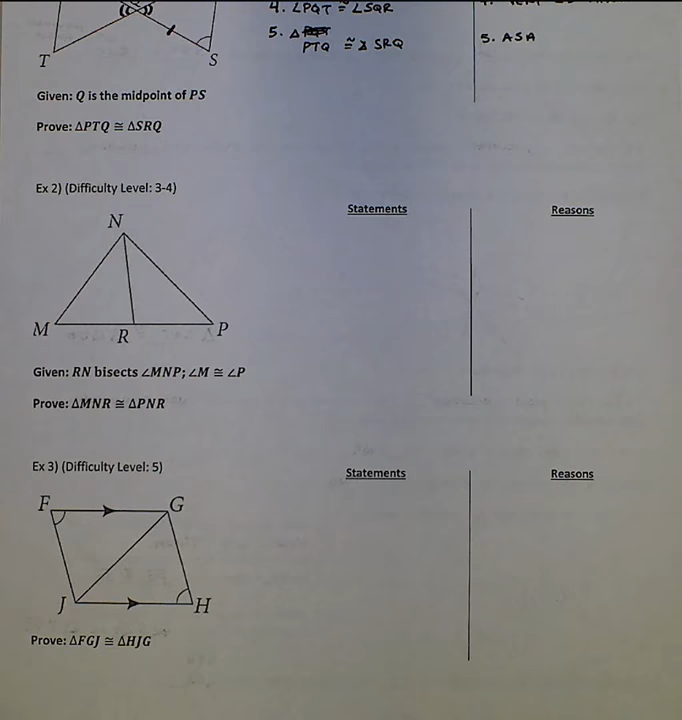 4. ∠PQT ≅ ∠SQR
5. △ PTQ ≅ △ SRQ
5. ASA
T
S
Given: Q is the midpoint of PS
Prove: ΔPTQ ≅ ΔSRQ
Ex 2) (Difficulty Level: 3-4)
Statements
Reasons
N
M
R
P
Given: RN bisects ∠MNP; ∠M ≅ ∠P
Prove: ΔMNR ≅ ΔPNR
Ex 3) (Difficulty Level: 5)
Statements
Reasons
F
G
J
H
Prove: ΔFGJ ≅ ΔHJG